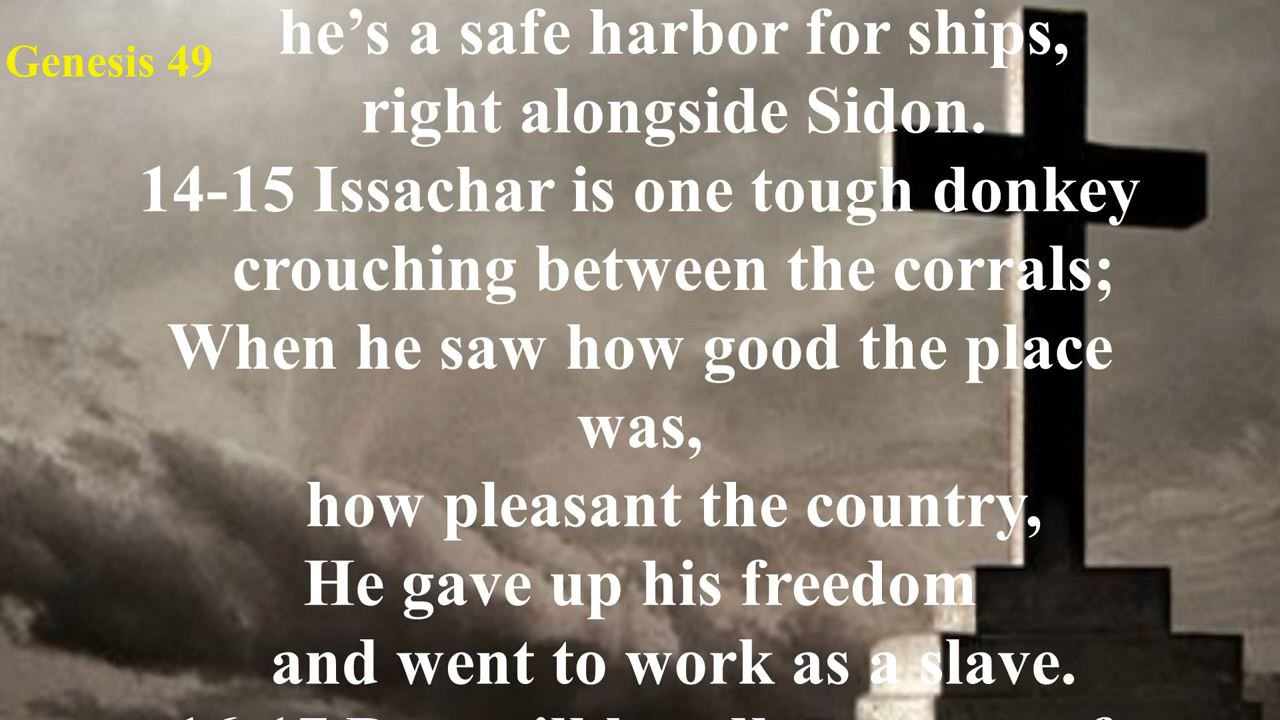 Genesis 49
he's a safe harbor for ships,
right alongside Sidon.
14-15 Issachar is one tough donkey
crouching between the corrals;
When he saw how good the place
was,
how pleasant the country,
He gave up his freedom
and went to work as a slave.